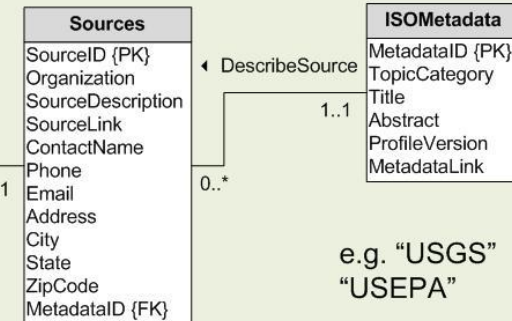 Sources
SourceID {PK}
Organization
SourceDescription
SourceLink
ContactName
Phone
Email
Address
City
State
ZipCode
MetadataID {FK}
1
0..*
◄ DescribeSource
1..1
ISOMetadata
MetadataID {PK}
TopicCategory
Title
Abstract
ProfileVersion
MetadataLink
e.g. “USGS”
“USEPA”